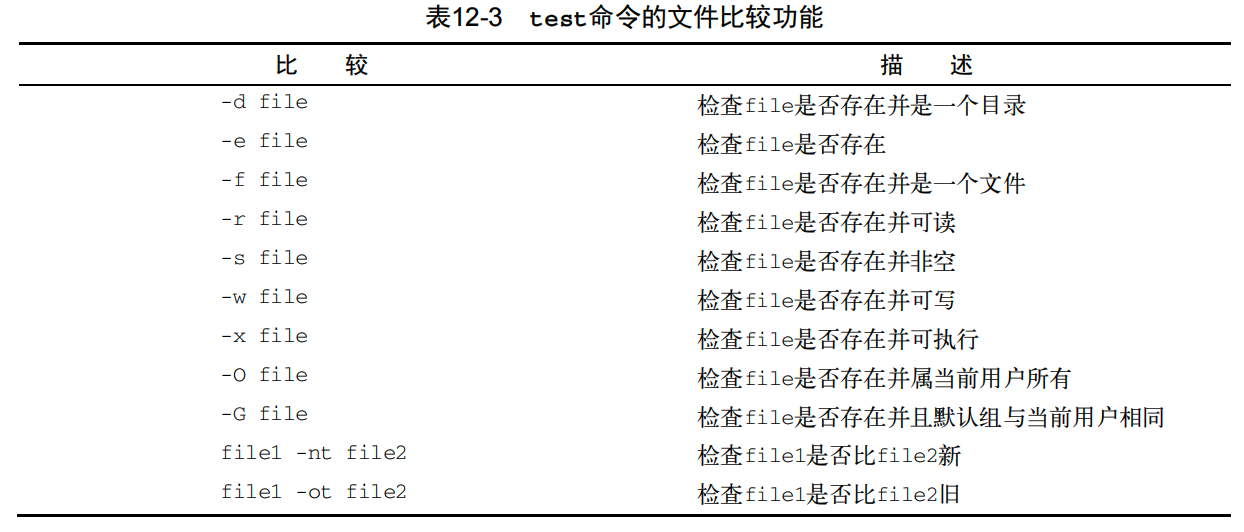 表12-3 test命令的文件比较功能
比 较 描 述
-d file 检查file是否存在并是一个目录
-e file 检查file是否存在
-f file 检查file是否存在并是一个文件
-r file 检查file是否存在并可读
-s file 检查file是否存在并非空
-w file 检查file是否存在并可写
-x file 检查file是否存在并可执行
-O file 检查file是否存在并属当前用户所有
-G file 检查file是否存在并且默认组与当前用户相同
file1 -nt file2 检查file1是否比file2新
file1 -ot file2 检查file1是否比file2旧